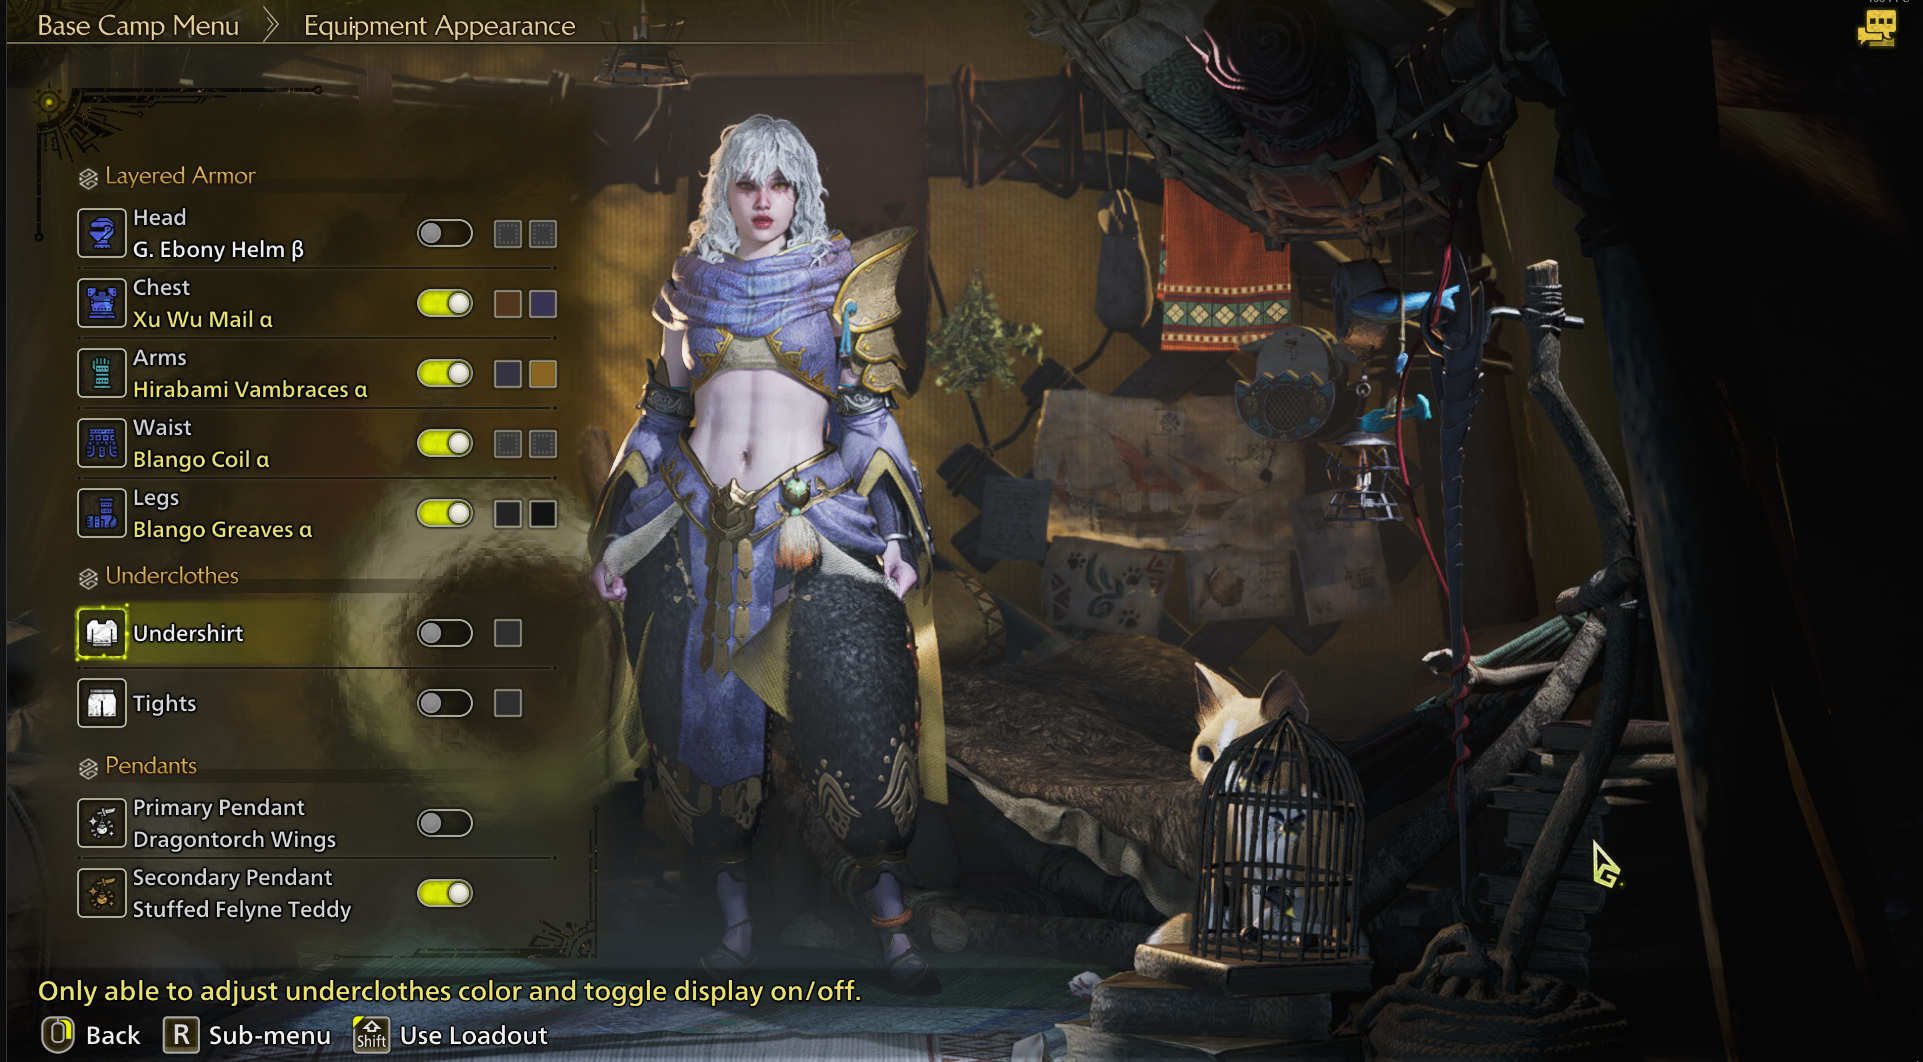 Base Camp Menu
Equipment Appearance
Layered Armor
Head
G. Ebony Helm β
Chest
Xu Wu Mail α
Arms
Hirabami Vambraces α
Waist
Blango Coil α
Legs
Blango Greaves α
Underclothes
Undershirt
Tights
Pendants
Primary Pendant
Dragontorch Wings
Secondary Pendant
Stuffed Felyne Teddy
Only able to adjust underclothes color and toggle display on/off.
Back
R Sub-menu
Shift Use Loadout